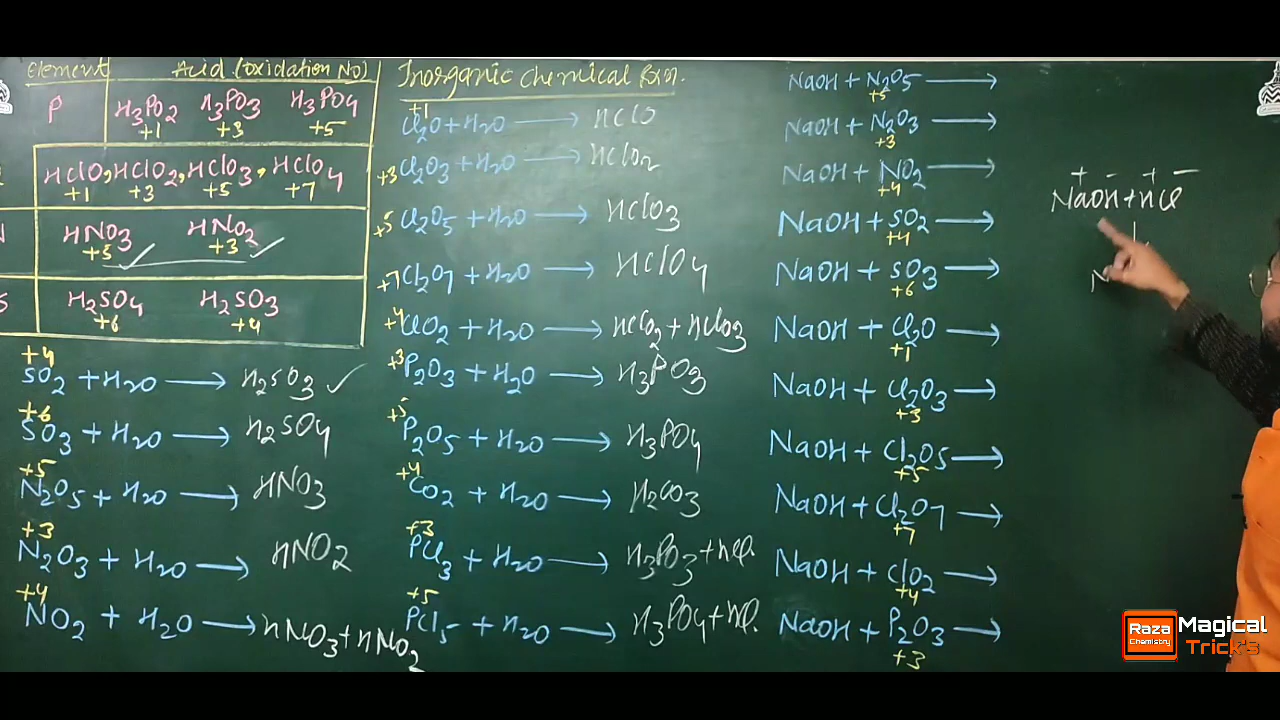 Element Acid (oxidation No)
P H3PO2 H3PO3 H3PO4
+1 +3 +5
HClO, HClO2, HClO3, HClO4
+1 +3 +5 +7
N HNO3 HNO2
+5 +3
S H2SO4 H2SO3
+6 +4
+4
SO2 + H2O → H2SO3 ✓
+6
SO3 + H2O → H2SO4
+5
N2O5 + H2O → HNO3
+3
N2O3 + H2O → HNO2
+4
NO2 + H2O → HNO3 + HNO2
Inorganic Chemical Rxn.
+1
Cl2O + H2O → HClO
+3 Cl2O3 + H2O → HClO2
+5 Cl2O5 + H2O → HClO3
+7 Cl2O7 + H2O → HClO4
+4 ClO2 + H2O → HClO2 + HClO3
+3 P2O3 + H2O → H3PO3
+5
P2O5 + H2O → H3PO4
+4
CO2 + H2O → H2CO3
+3
PCl3 + H2O → H3PO3 + HCl.
+5
PCl5 + H2O → H3PO4 + HCl.
NaOH + N2O5 →
+5
NaOH + N2O3 →
+3
NaOH + NO2 →
+4
NaOH + SO2 →
+4
NaOH + SO3 →
+6
NaOH + Cl2O →
+1
NaOH + Cl2O3 →
+3
NaOH + Cl2O5 →
+5
NaOH + Cl2O7 →
+7
NaOH + ClO2 →
+4
NaOH + P2O3 →
+3
+ - + -
NaOH + HCl
N
Raza
Chemistry
Magical
Trick's